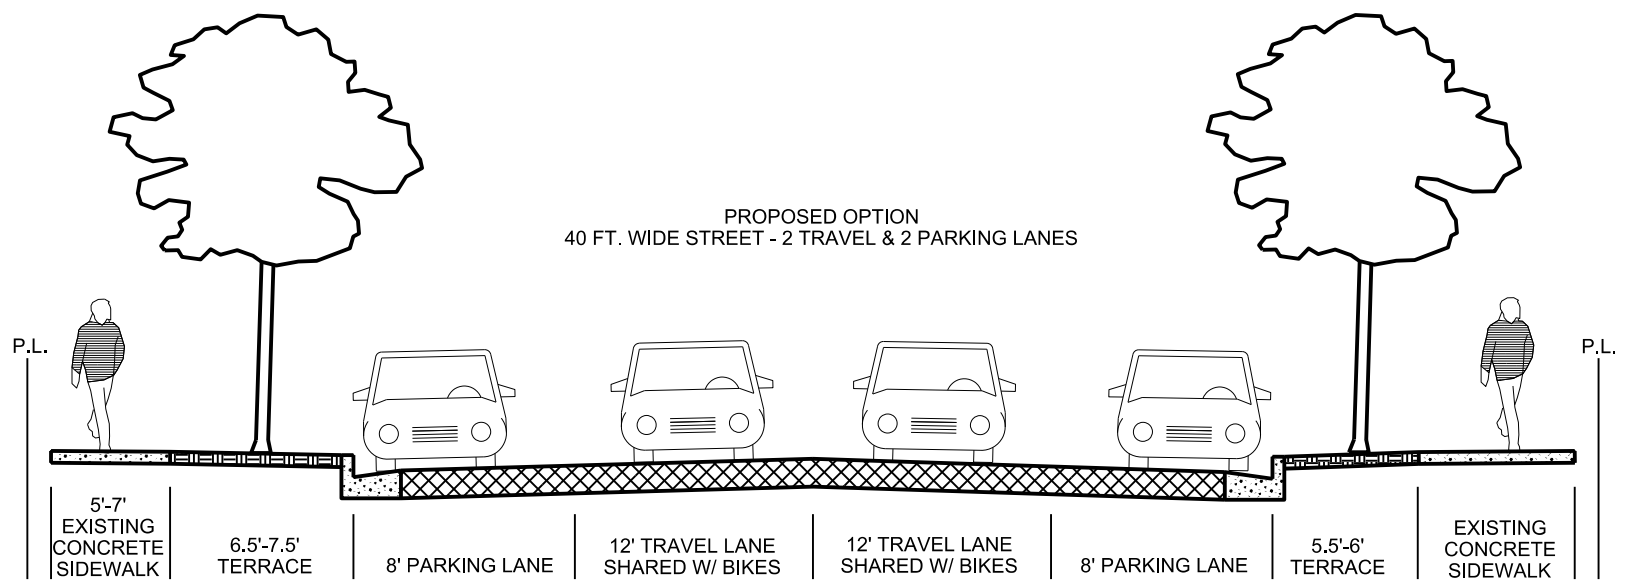 PROPOSED OPTION
40 FT. WIDE STREET - 2 TRAVEL & 2 PARKING LANES
P.L.
P.L.
5'-7'
EXISTING
CONCRETE
SIDEWALK
6.5'-7.5'
TERRACE
8' PARKING LANE
12' TRAVEL LANE
SHARED W/ BIKES
12' TRAVEL LANE
SHARED W/ BIKES
8' PARKING LANE
5.5'-6'
TERRACE
EXISTING
CONCRETE
SIDEWALK